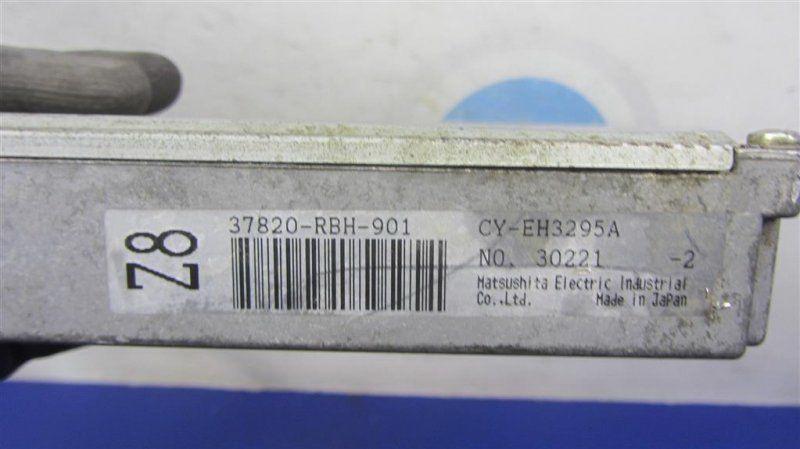 Z8
37820-RBH-901 CY-EH3295A
NO. 30221 -2
Matsushita Electric Industrial
Co.,Ltd. Made in JaPan